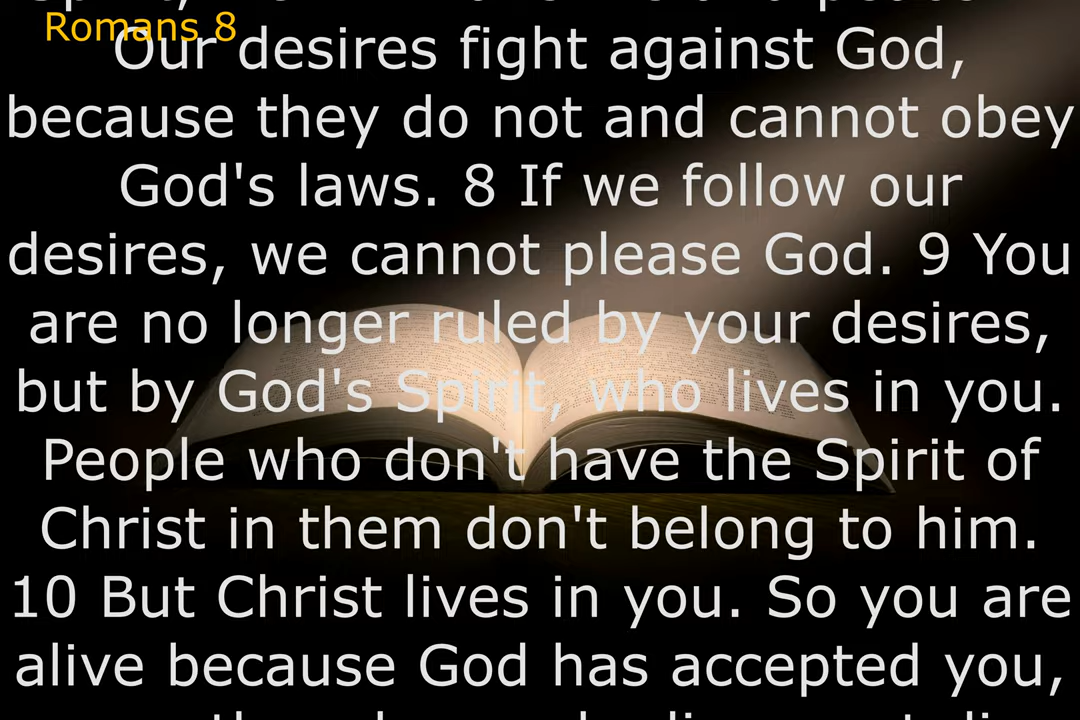 Romans 8
Our desires fight against God,
because they do not and cannot obey
God's laws. 8 If we follow our
desires, we cannot please God. 9 You
are no longer ruled by your desires,
but by God's Spirit, who lives in you.
People who don't have the Spirit of
Christ in them don't belong to him.
10 But Christ lives in you. So you are
alive because God has accepted you,